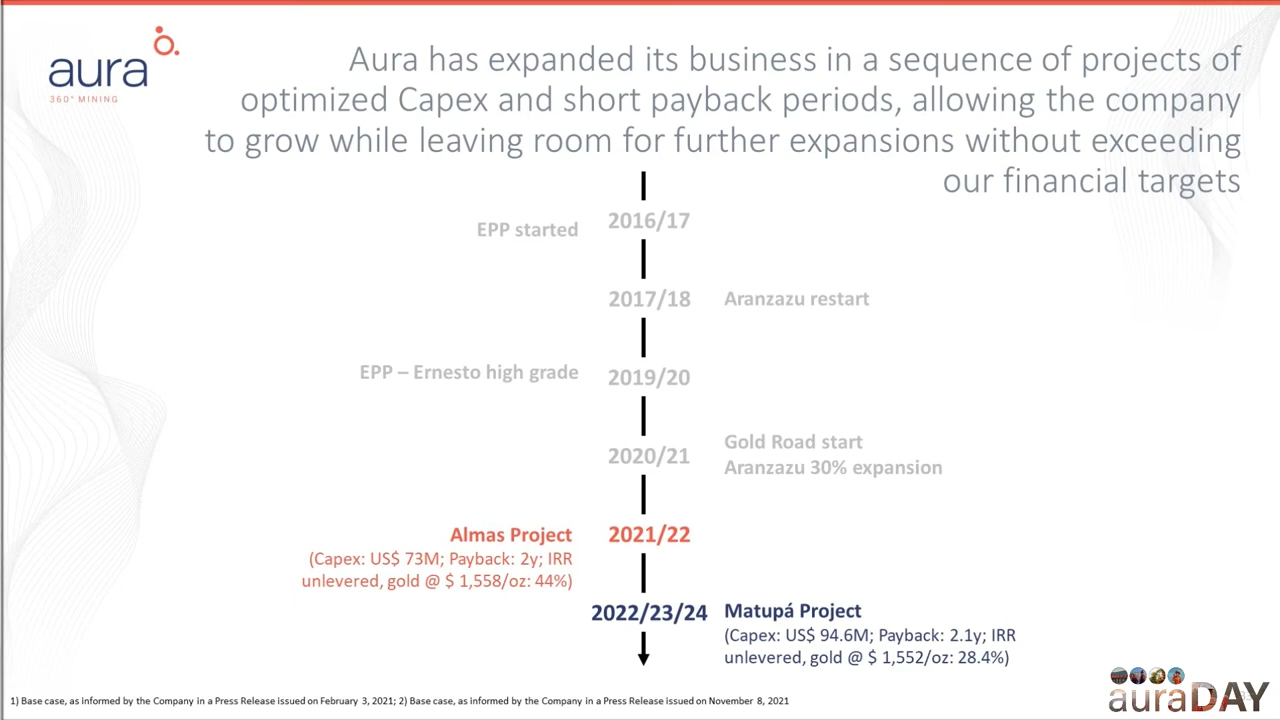 aura
360° MINING
Aura has expanded its business in a sequence of projects of
optimized Capex and short payback periods, allowing the company
to grow while leaving room for further expansions without exceeding
our financial targets
EPP started
2016/17
2017/18
Aranzazu restart
EPP – Ernesto high grade
2019/20
2020/21
Gold Road start
Aranzazu 30% expansion
Almas Project
(Capex: US$ 73M; Payback: 2y; IRR
unlevered, gold @ $ 1,558/oz: 44%)
2021/22
2022/23/24
Matupá Project
(Capex: US$ 94.6M; Payback: 2.1y; IRR
unlevered, gold @ $ 1,552/oz: 28.4%)
1) Base case, as informed by the Company in a Press Release issued on February 3, 2021; 2) Base case, as informed by the Company in a Press Release issued on November 8, 2021
auraDAY